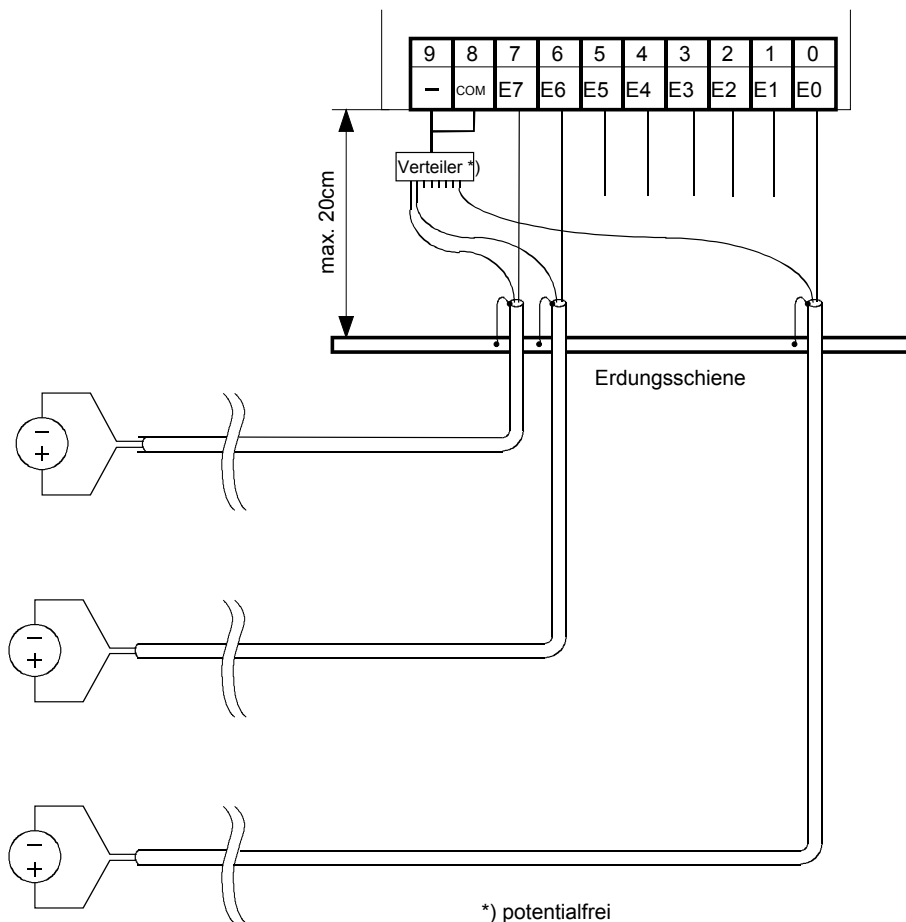 9 8 7 6 5 4 3 2 1 0
– COM E7 E6 E5 E4 E3 E2 E1 E0
Verteiler *)
max. 20cm
Erdungsschiene
–
+
–
+
–
+
*) potentialfrei